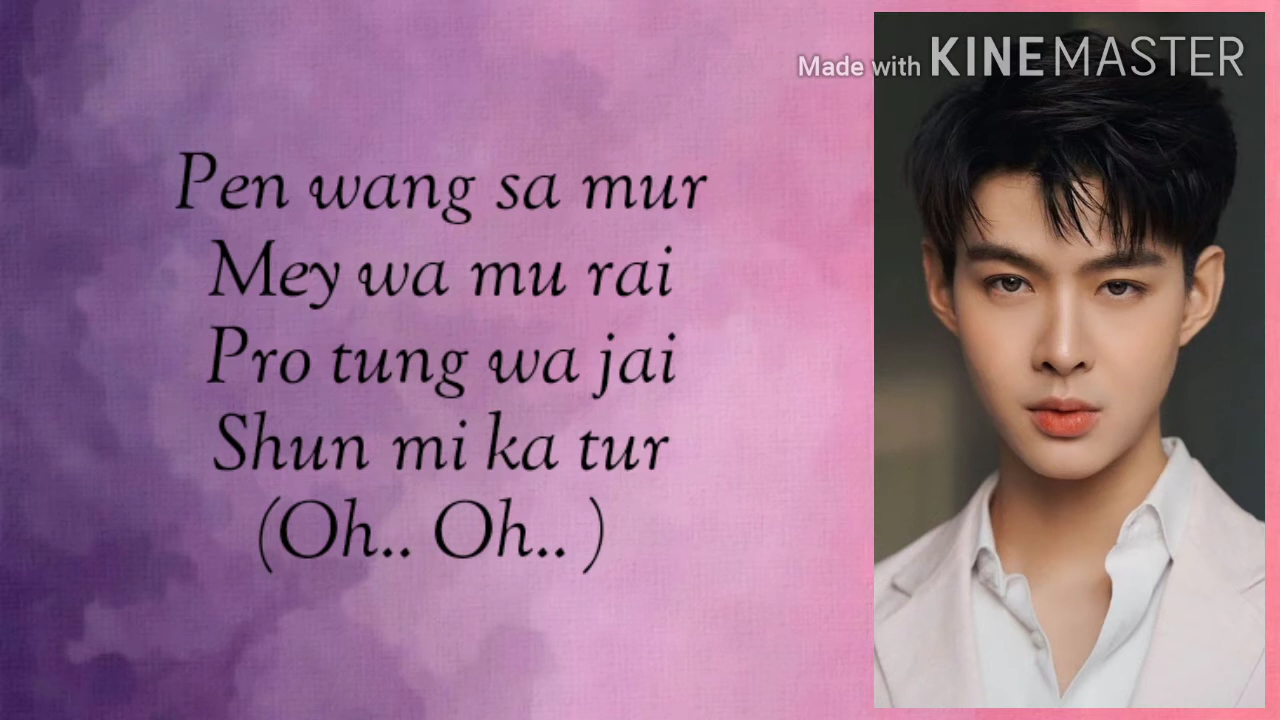 Made with KINEMASTER
Pen wang sa mur
Mey wa mu rai
Pro tung wa jai
Shun mi ka tur
(Oh.. Oh.. )